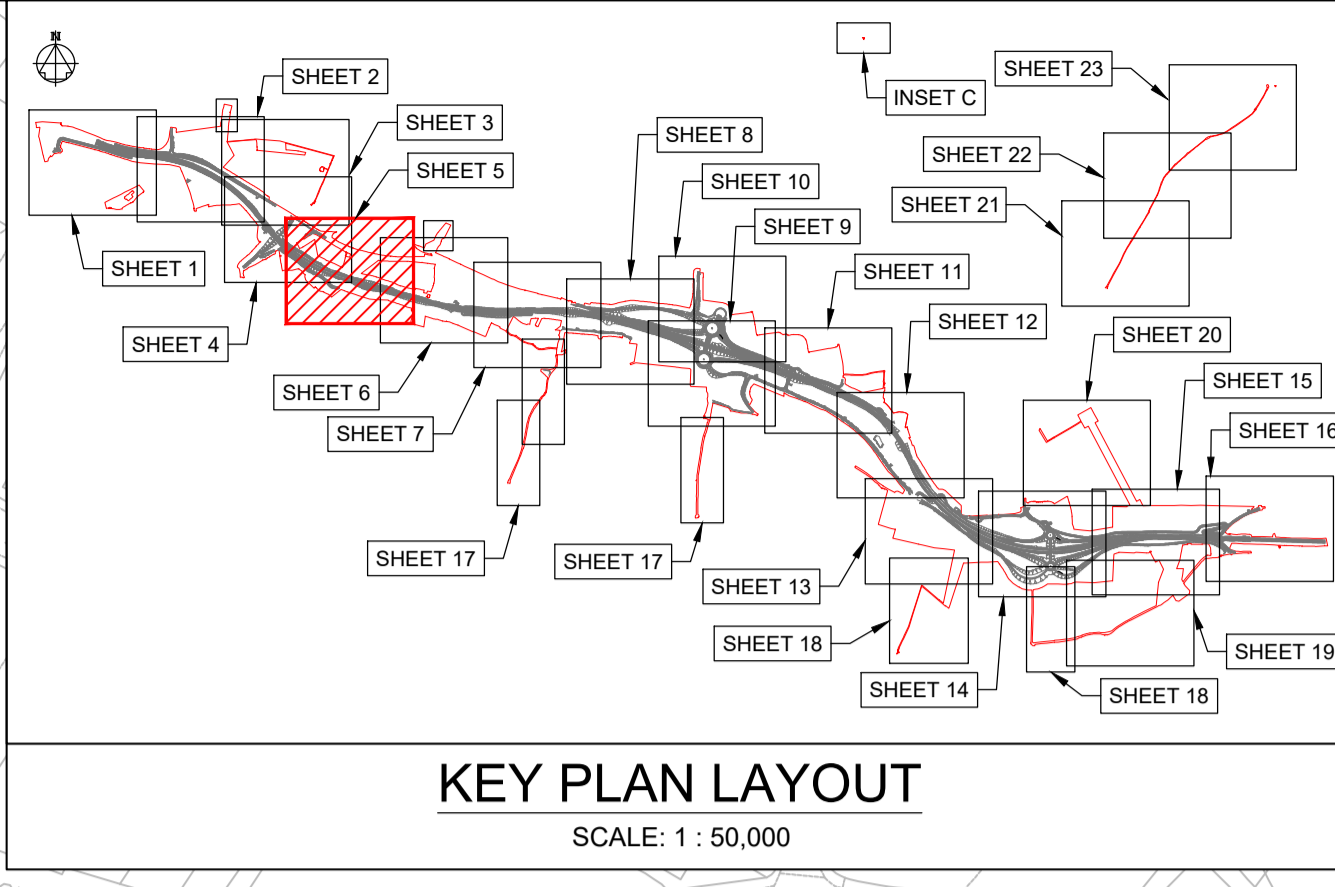 N
SHEET 2
SHEET 3
SHEET 5
SHEET 1
SHEET 4
SHEET 6
SHEET 7
SHEET 17
SHEET 8
SHEET 10
SHEET 9
SHEET 11
SHEET 12
INSET C
SHEET 23
SHEET 22
SHEET 21
SHEET 20
SHEET 15
SHEET 16
SHEET 17
SHEET 13
SHEET 18
SHEET 14
SHEET 18
SHEET 19
KEY PLAN LAYOUT
SCALE: 1 : 50,000